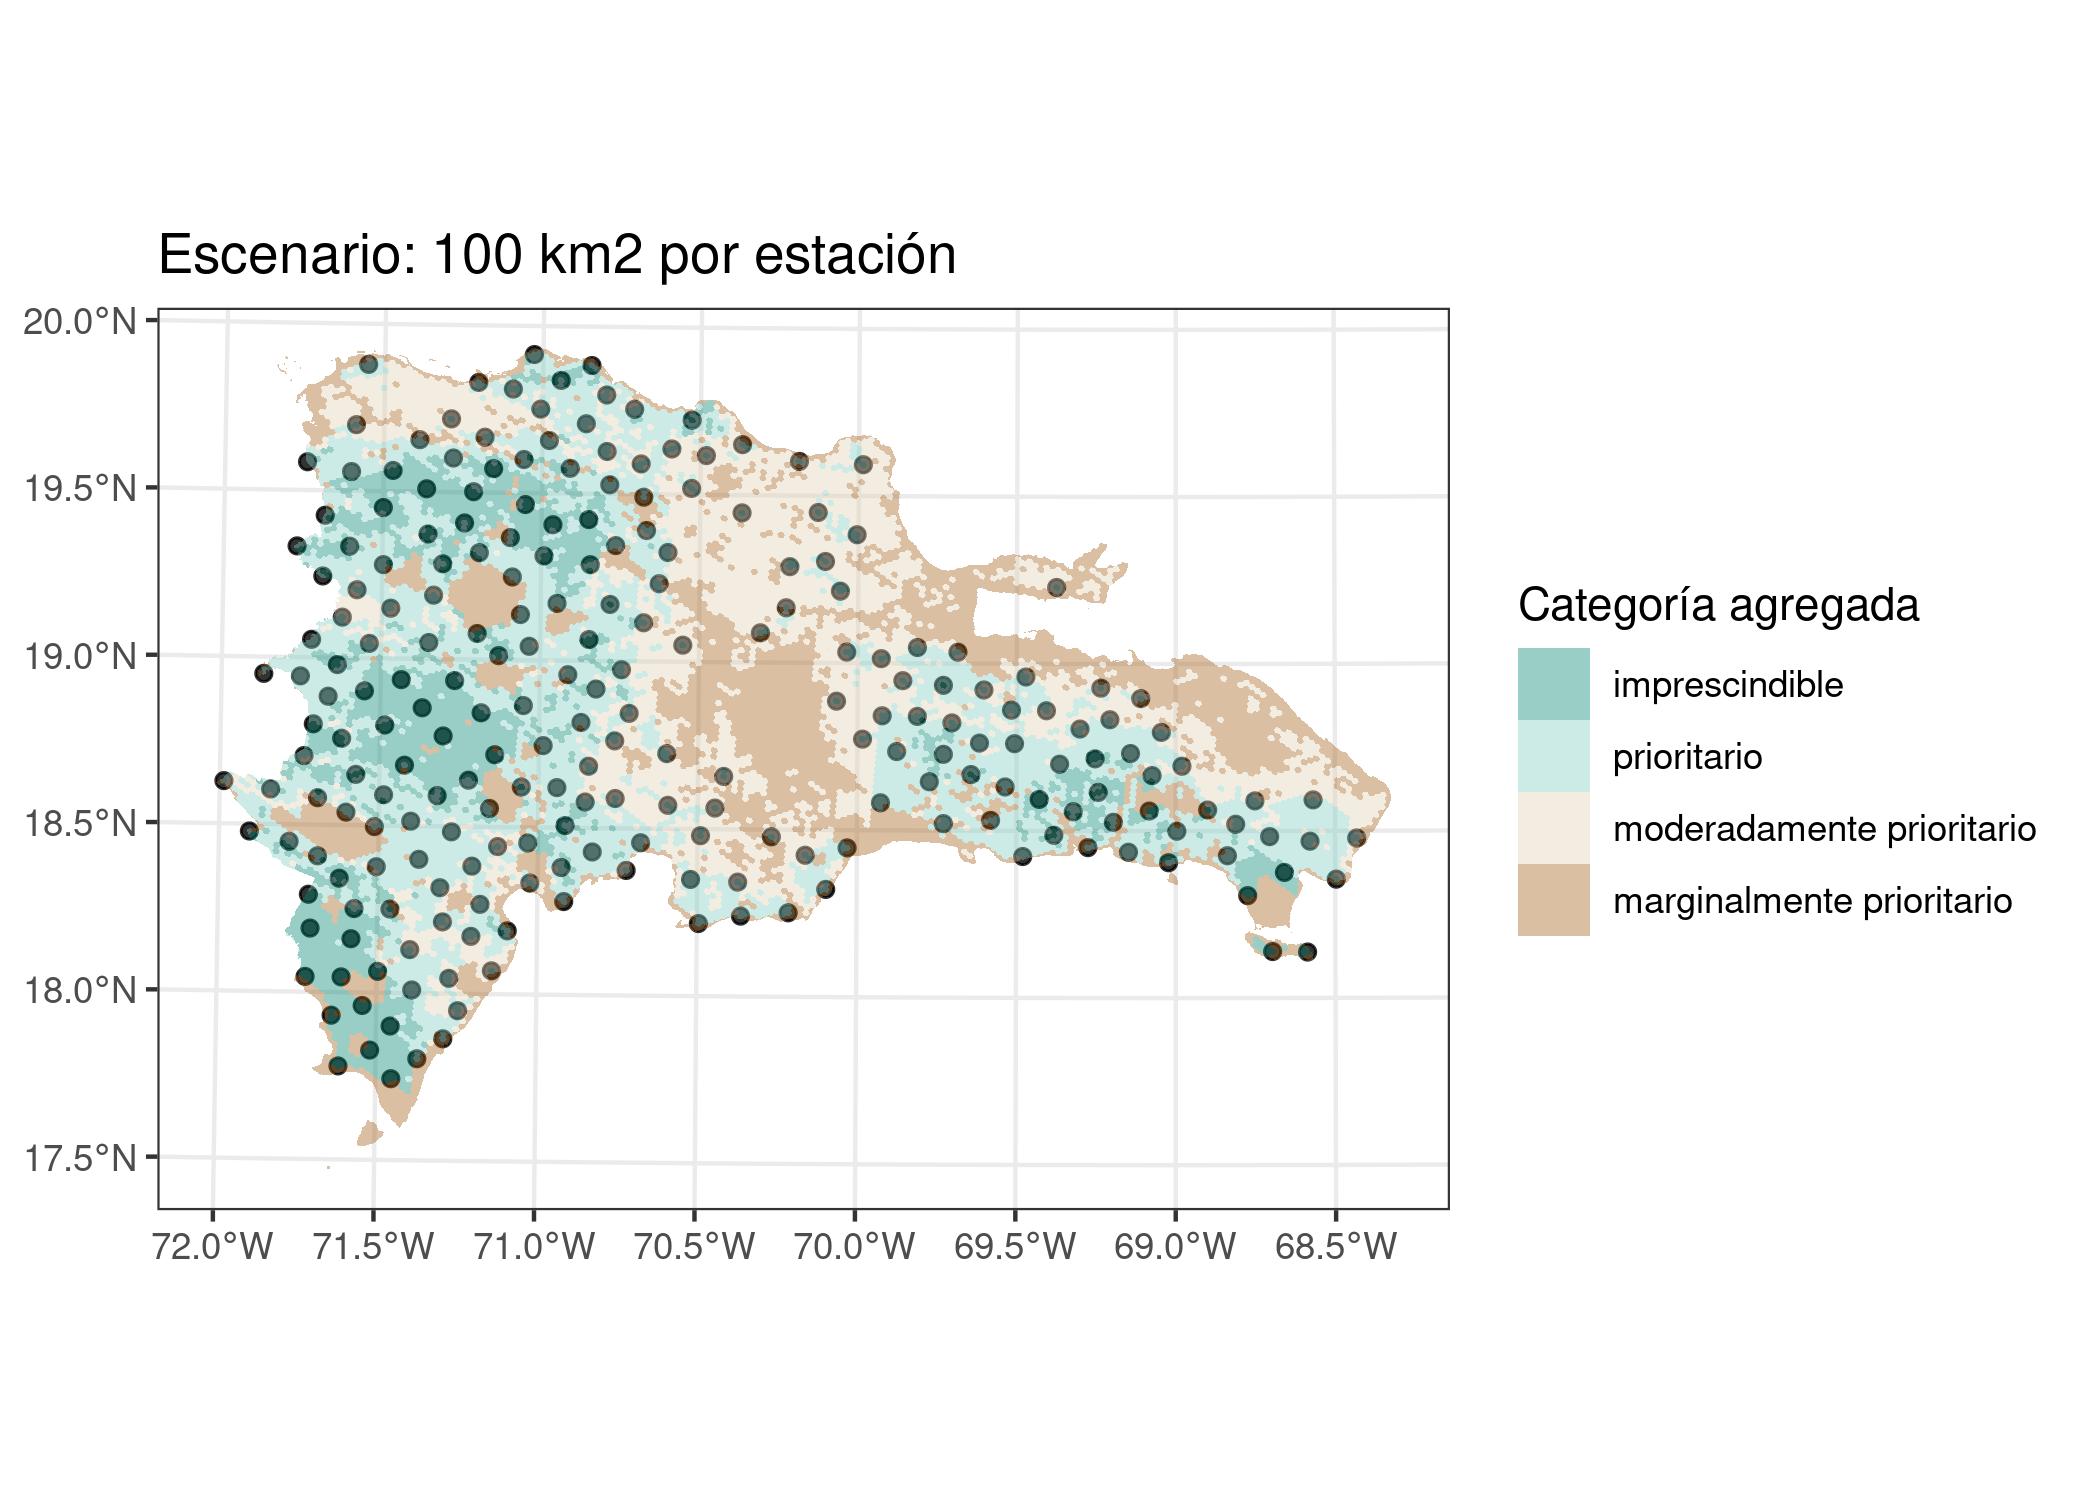 Escenario: 100 km2 por estación
20.0°N
19.5°N
19.0°N
18.5°N
18.0°N
17.5°N
72.0°W 71.5°W 71.0°W 70.5°W 70.0°W 69.5°W 69.0°W 68.5°W
Categoría agregada
imprescindible
prioritario
moderadamente prioritario
marginalmente prioritario